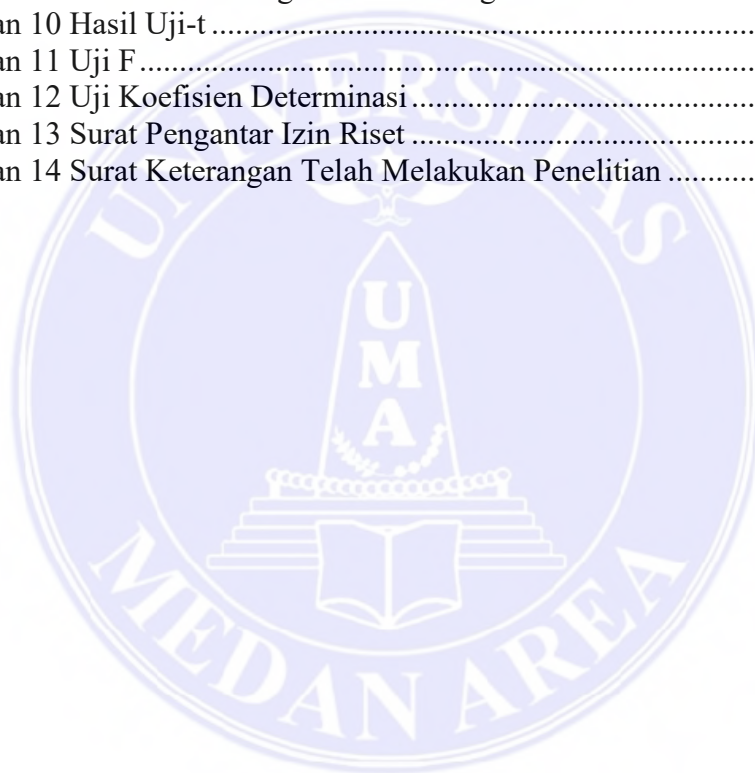 an 10 Hasil Uji-t ........................................................................
an 11 Uji F ...................................................................................
an 12 Uji Koefisien Determinasi ..............................................
an 13 Surat Pengantar Izin Riset ..............................................
an 14 Surat Keterangan Telah Melakukan Penelitian ...........
UNIVERSITAS
U
M
A
MEDAN AREA